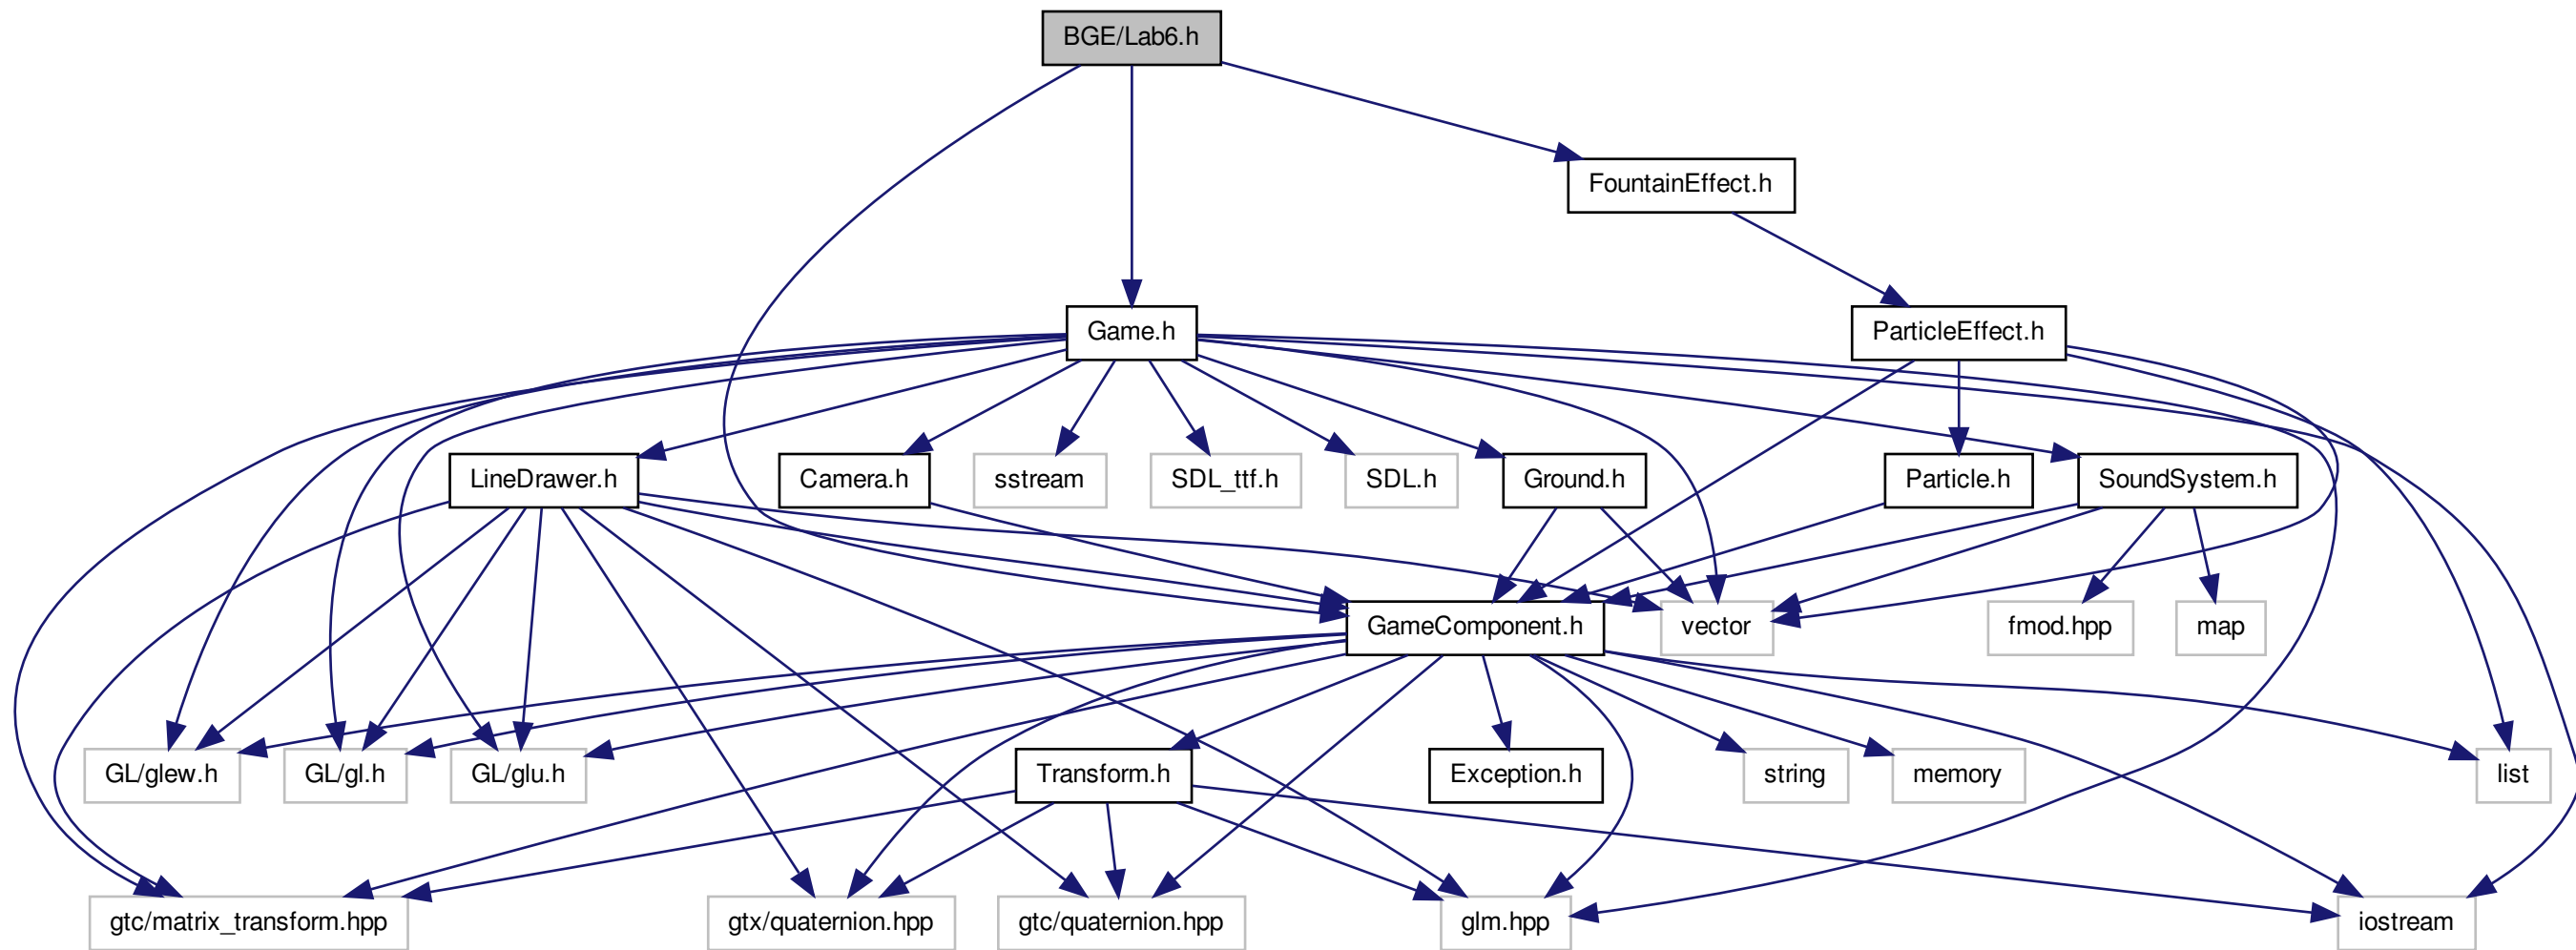 BGE/Lab6.h
FountainEffect.h
Game.h
ParticleEffect.h
LineDrawer.h
Camera.h
sstream
SDL_ttf.h
SDL.h
Ground.h
Particle.h
SoundSystem.h
GameComponent.h
vector
fmod.hpp
map
GL/glew.h
GL/gl.h
GL/glu.h
Transform.h
Exception.h
string
memory
list
gtc/matrix_transform.hpp
gtx/quaternion.hpp
gtc/quaternion.hpp
glm.hpp
iostream